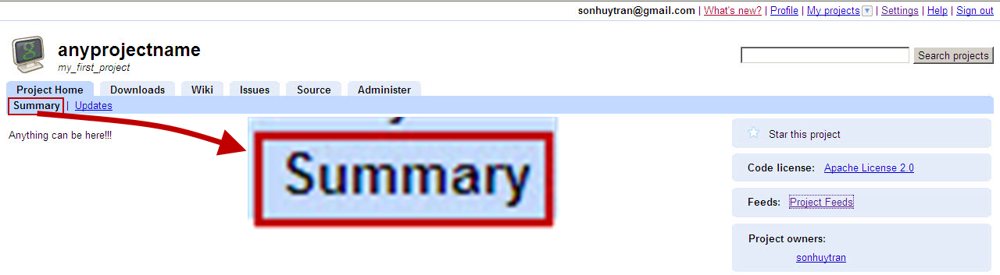 sonhuytran@gmail.com | What's new? | Profile | My projects | Settings | Help | Sign out
anyprojectname
my_first_project
Search projects
Project Home Downloads Wiki Issues Source Administer
Summary | Updates
Anything can be here!!!
Summary
Star this project
Code license: Apache License 2.0
Feeds: Project Feeds
Project owners:
sonhuytran